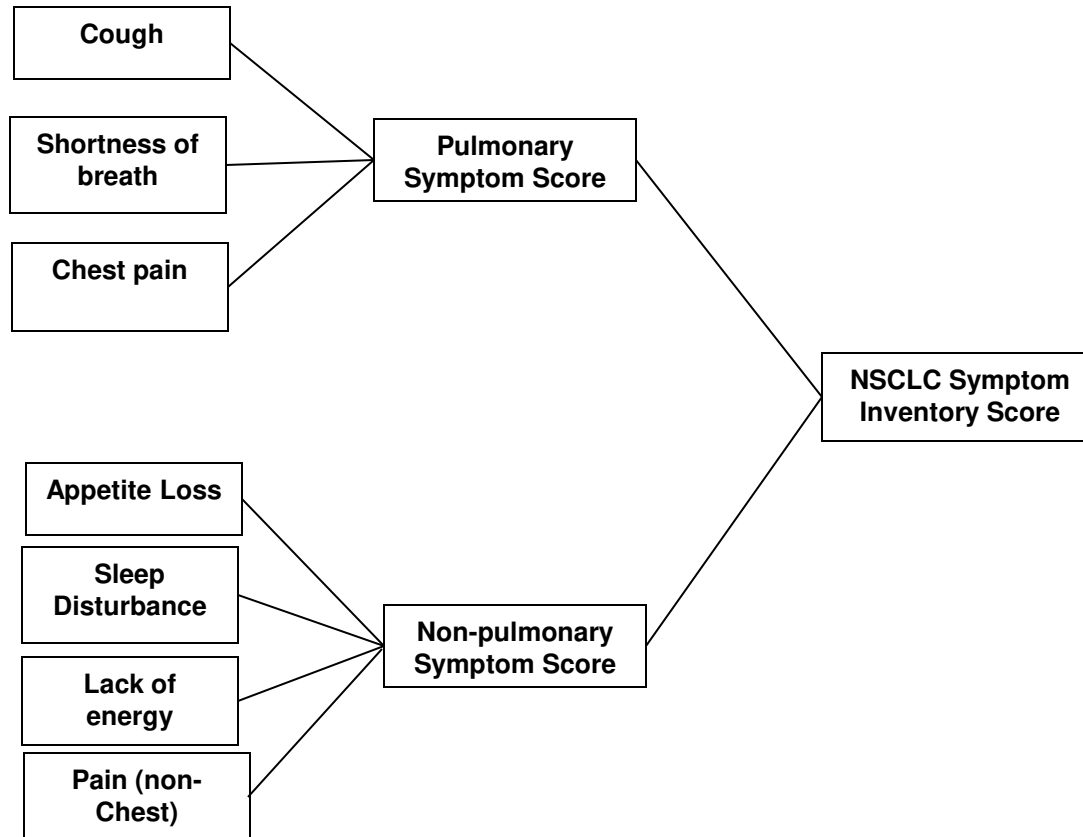 Cough
Shortness of
breath
Chest pain
Pulmonary
Symptom Score
NSCLC Symptom
Inventory Score
Appetite Loss
Sleep
Disturbance
Lack of
energy
Pain (non-
Chest)
Non-pulmonary
Symptom Score